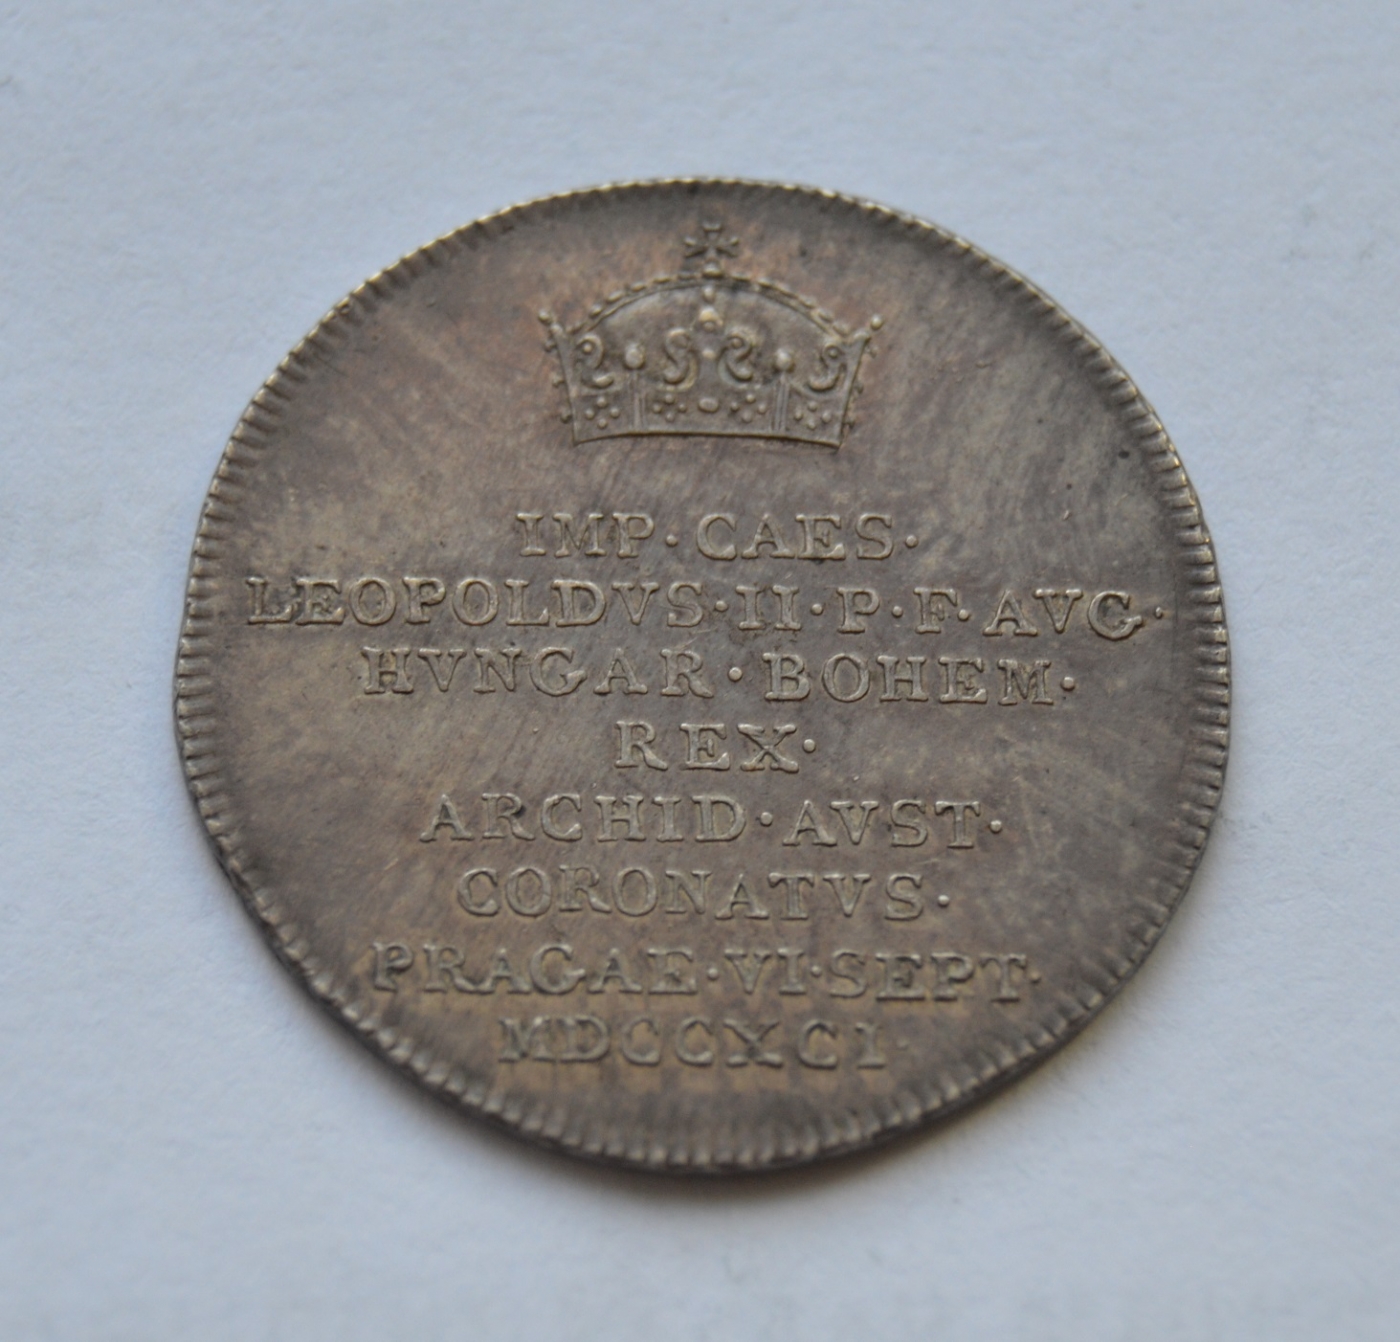 IMP·CAES·
LEOPOLDVS·II·P·F·AVG·
HVNGAR·BOHEM·
REX·
ARCHID·AVST·
CORONATVS·
PRAGAE·VI·SEPT·
MDCCXCI·